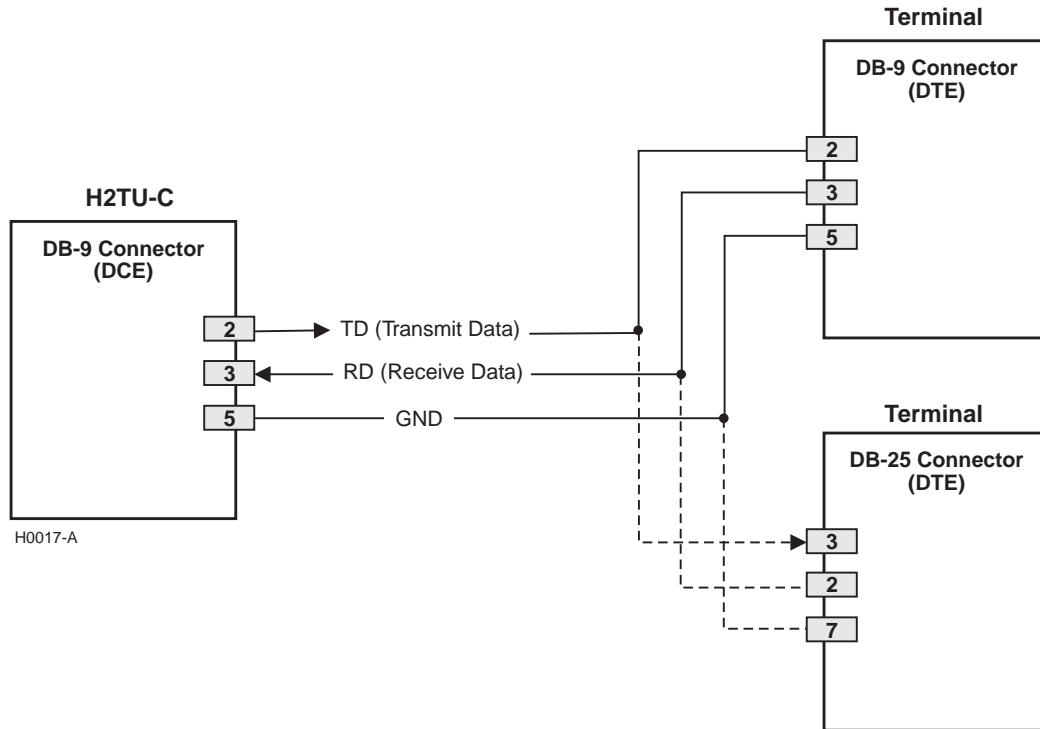 Terminal
DB-9 Connector
(DTE)
2
3
5
H2TU-C
DB-9 Connector
(DCE)
2
TD (Transmit Data)
3
RD (Receive Data)
5
GND
H0017-A
Terminal
DB-25 Connector
(DTE)
3
2
7